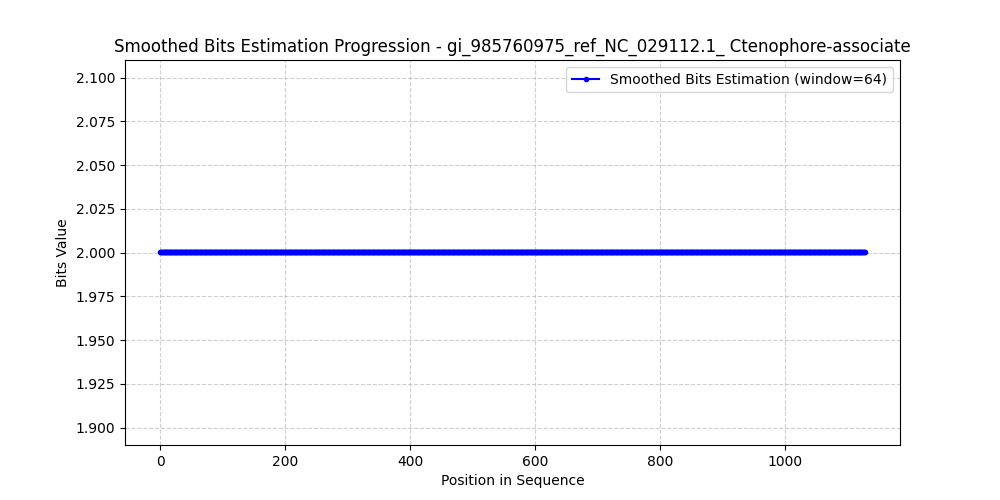 Smoothed Bits Estimation Progression - gi_985760975_ref_NC_029112.1_ Ctenophore-associate
Smoothed Bits Estimation (window=64)
2.100
2.075
2.050
2.025
2.000
1.975
1.950
1.925
1.900
Bits Value
0 200 400 600 800 1000
Position in Sequence